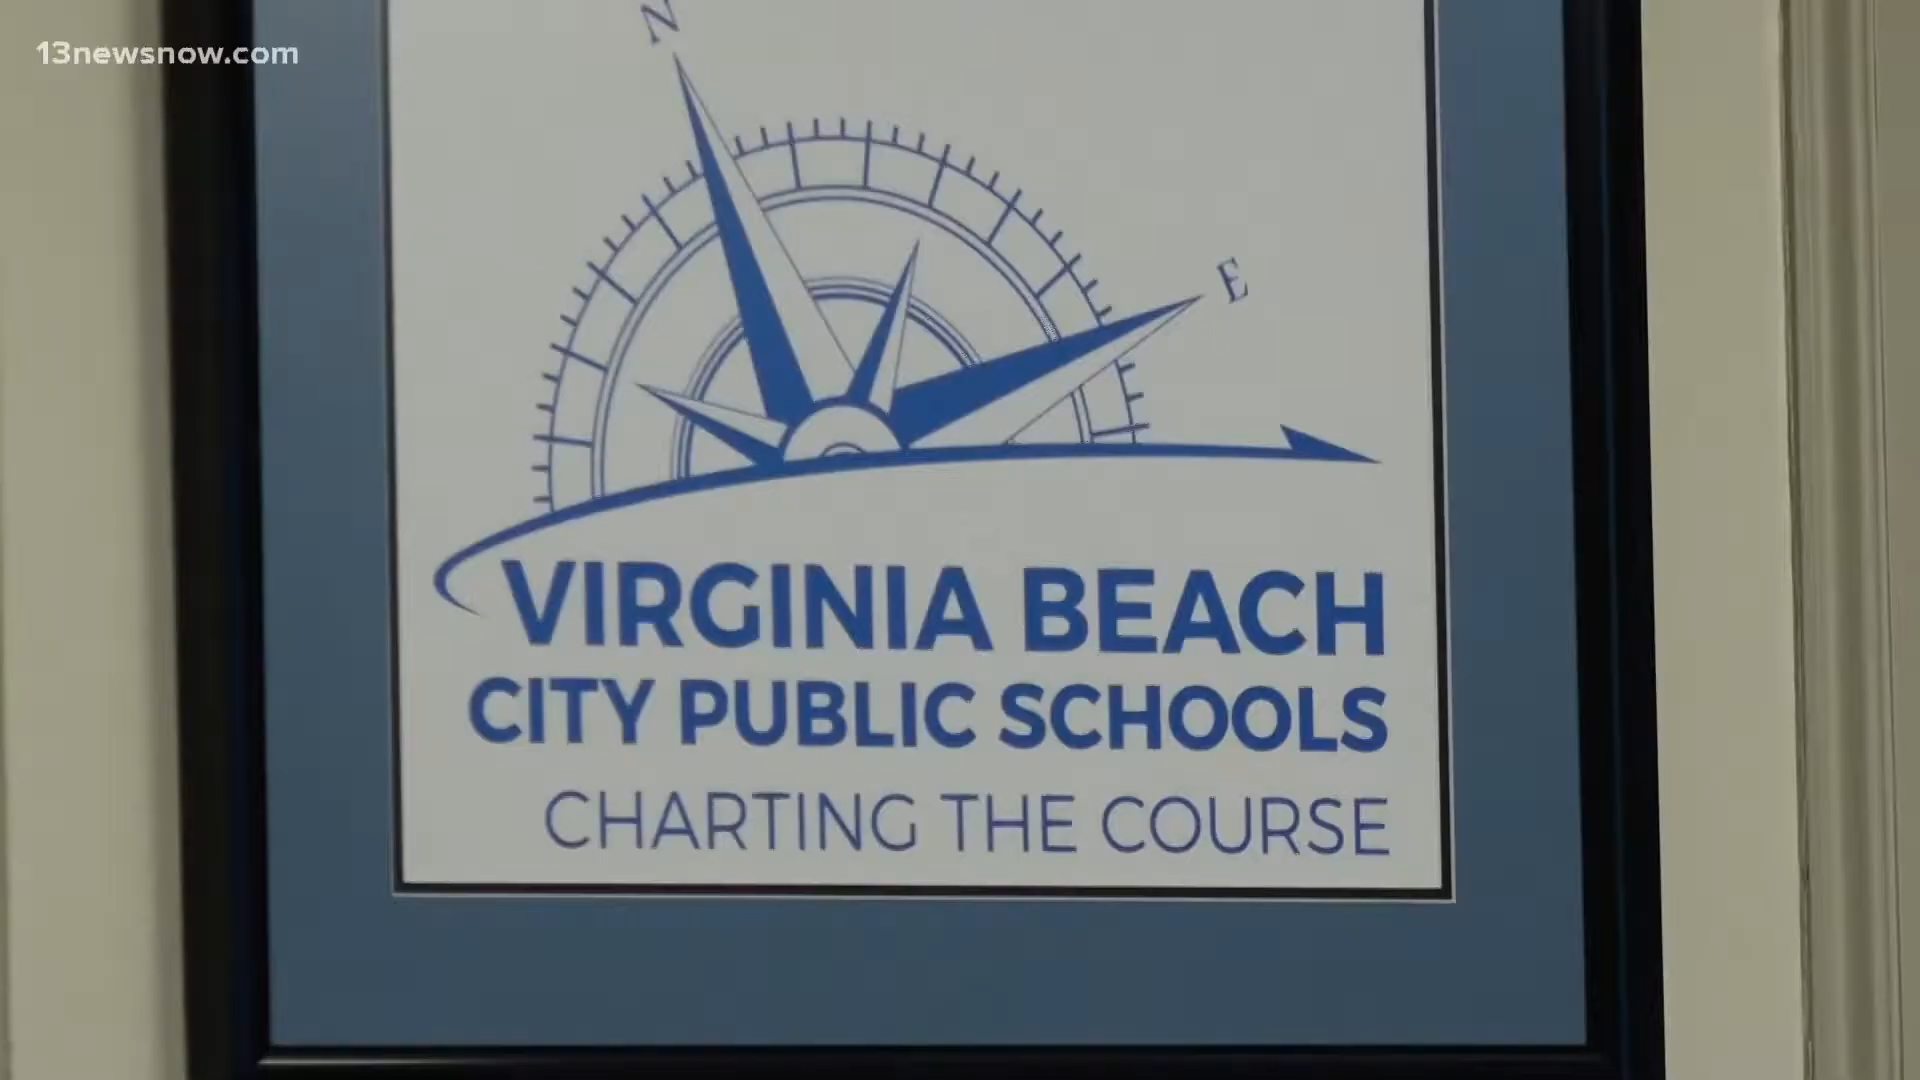 13newsnow.com
N
E
VIRGINIA BEACH
CITY PUBLIC SCHOOLS
CHARTING THE COURSE